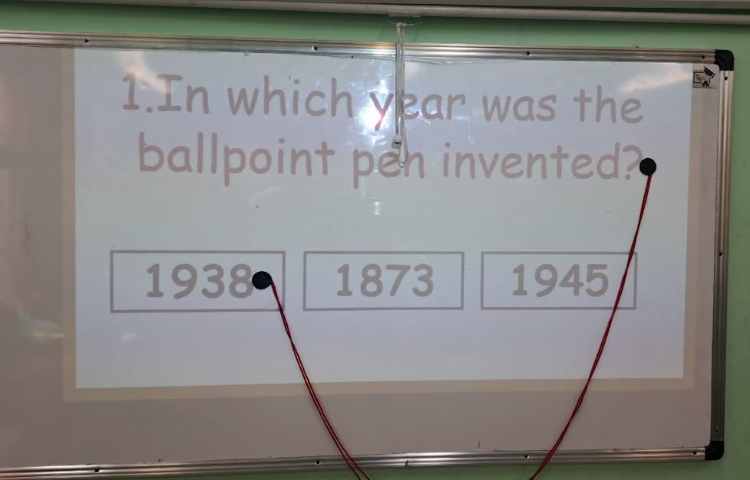 1.In which year was the
ballpoint pen invented?
1938 1873 1945